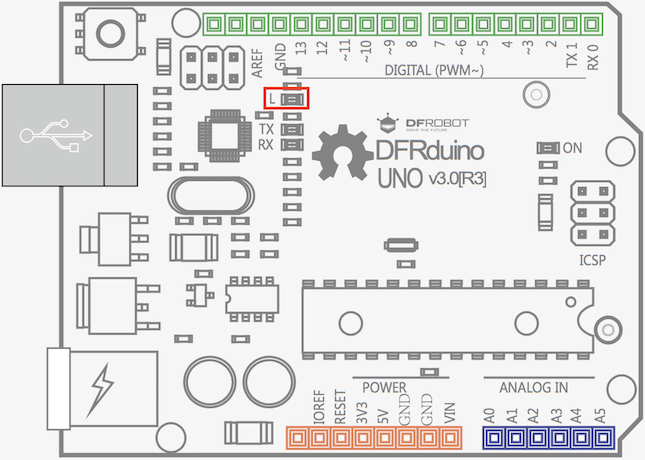 AREF
GND
13
12
~11
~10
~9
8
7
~6
~5
4
~3
2
TX 1
RX 0
DIGITAL (PWM~)
L
TX
RX
DFROBOT
DRIVE THE FUTURE
DFRduino
UNO v3.0[R3]
ON
ICSP
POWER
ANALOG IN
IOREF
RESET
3V3
5V
GND
GND
VIN
A0
A1
A2
A3
A4
A5